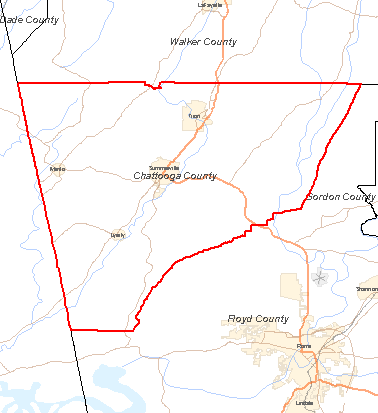 LaFayette
Dade County
Walker County
Trion
Summerville
Menlo
Chattooga County
Gordon County
Lyerly
Shannon
Floyd County
Rome
Lindale